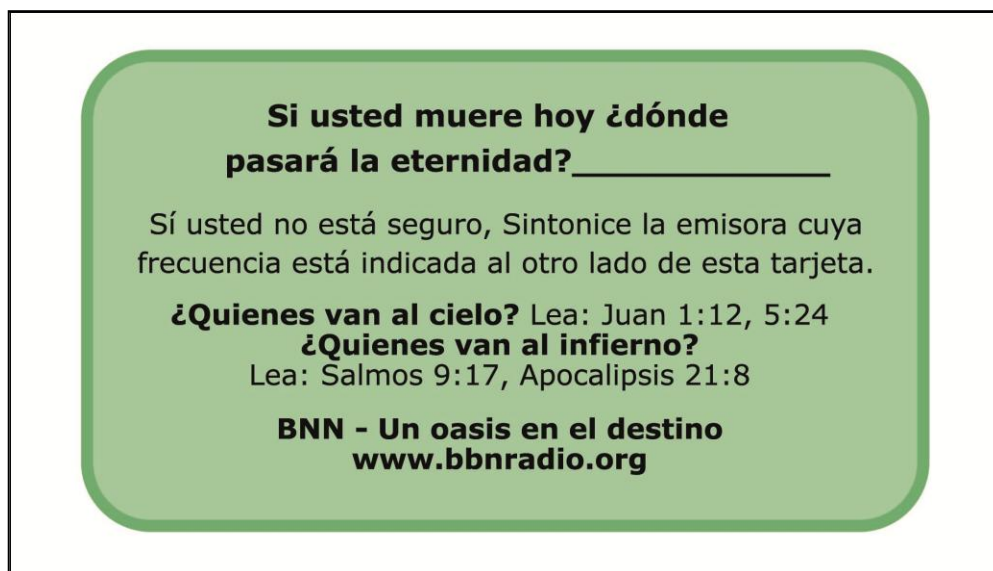 Si usted muere hoy ¿dónde
pasará la eternidad?_______________
Sí usted no está seguro, Sintonice la emisora cuya
frecuencia está indicada al otro lado de esta tarjeta.
¿Quienes van al cielo? Lea: Juan 1:12, 5:24
¿Quienes van al infierno?
Lea: Salmos 9:17, Apocalipsis 21:8
BNN - Un oasis en el destino
www.bbnradio.org